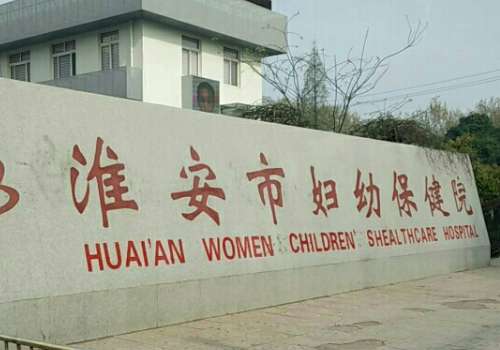 淮安市妇幼保健院
HUAI'AN WOMEN CHILDREN' SHEALTHCARE HOSPITAL